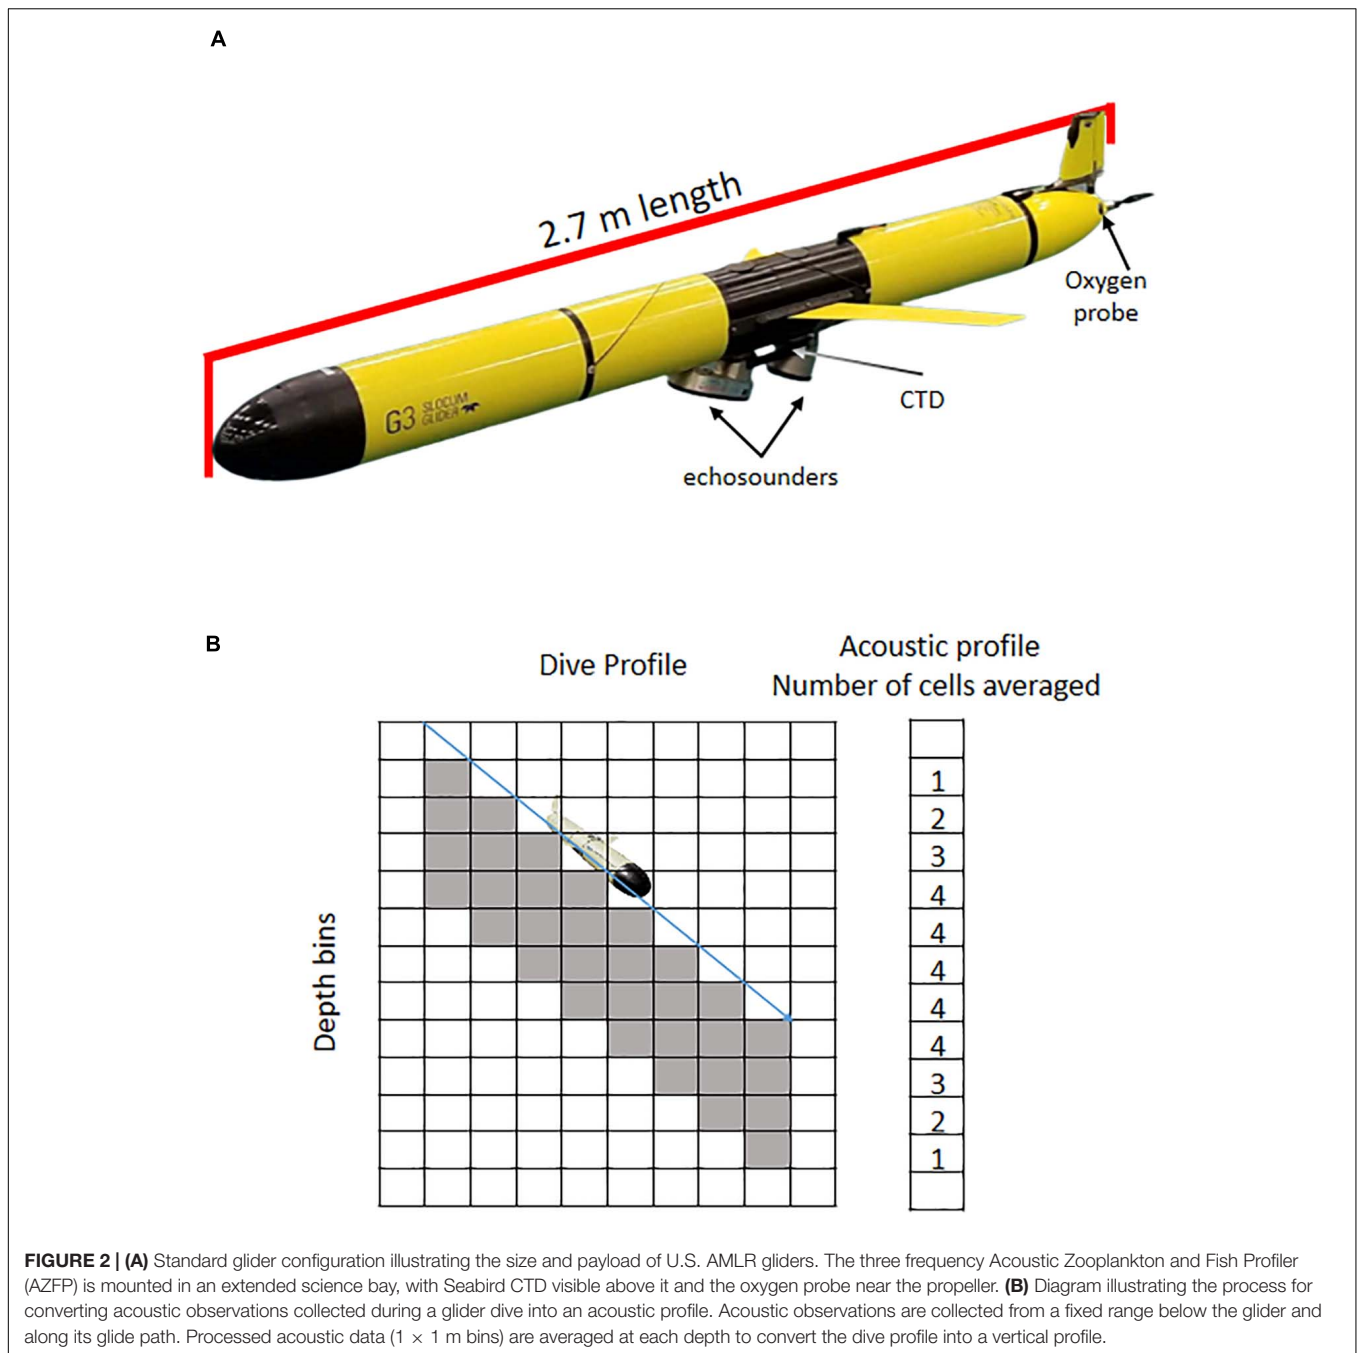 A
2.7 m length
Oxygen
probe
CTD
G3 SLOCUM
GLIDER
echosounders
B
Dive Profile
Acoustic profile
Number of cells averaged
Depth bins
1
2
3
4
4
4
4
4
3
2
1
FIGURE 2 | (A) Standard glider configuration illustrating the size and payload of U.S. AMLR gliders. The three frequency Acoustic Zooplankton and Fish Profiler
(AZFP) is mounted in an extended science bay, with Seabird CTD visible above it and the oxygen probe near the propeller. (B) Diagram illustrating the process for
converting acoustic observations collected during a glider dive into an acoustic profile. Acoustic observations are collected from a fixed range below the glider and
along its glide path. Processed acoustic data (1 × 1 m bins) are averaged at each depth to convert the dive profile into a vertical profile.